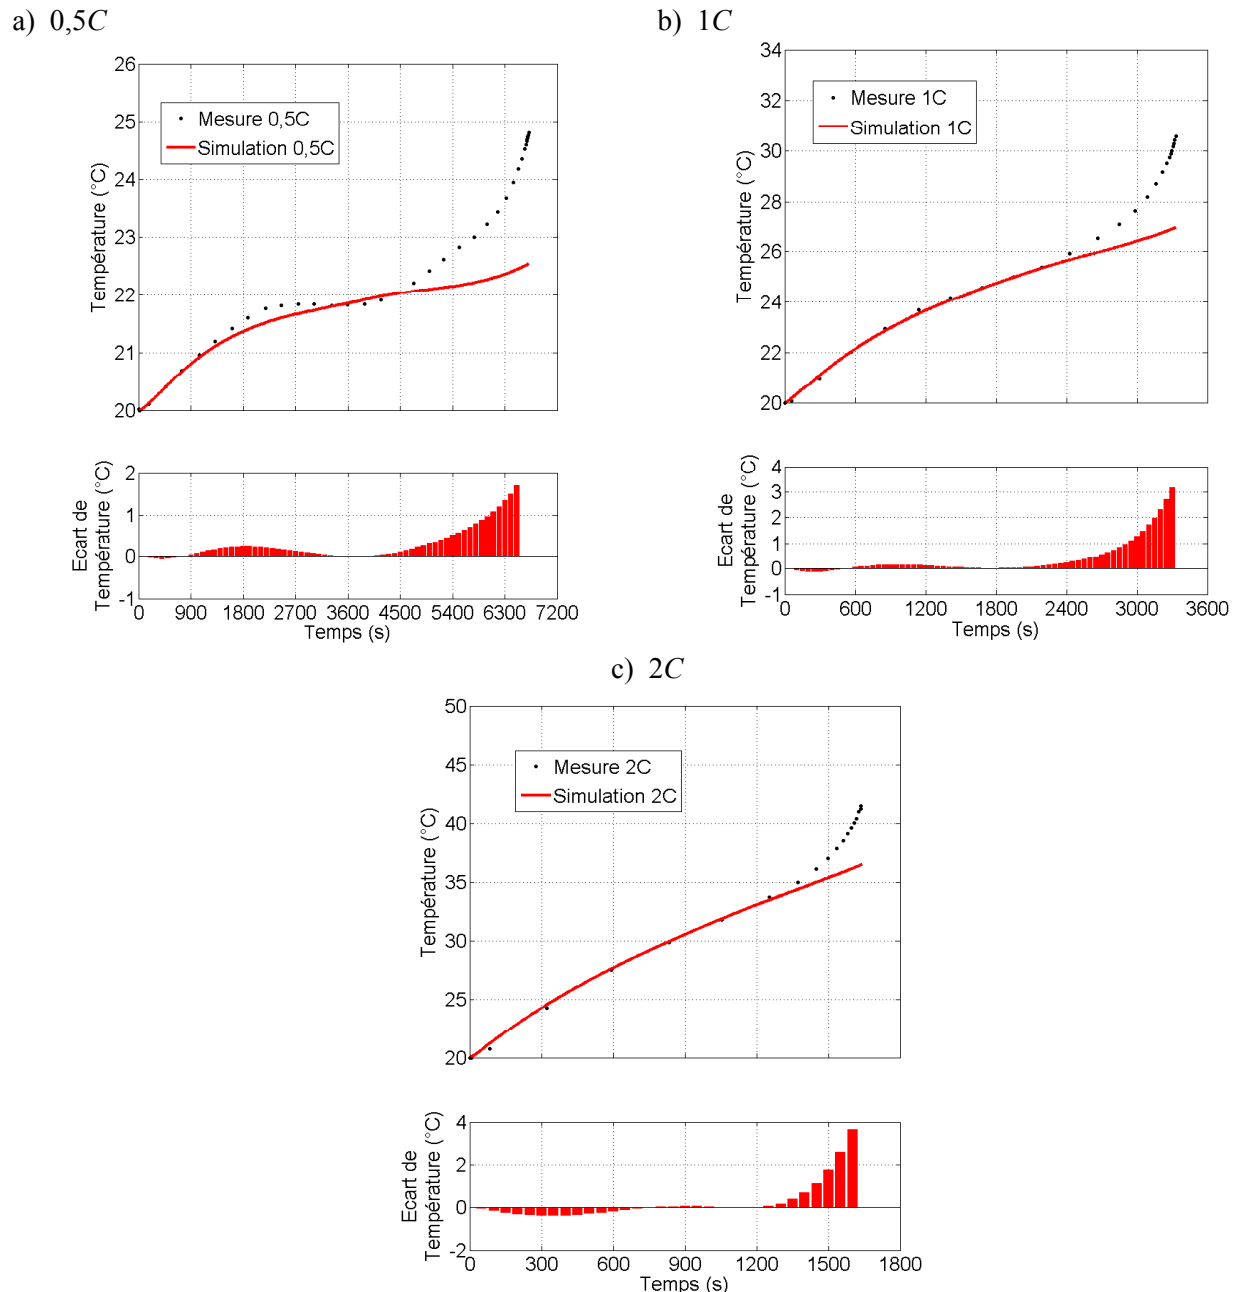 a) 0,5C
26
25
24
23
22
21
20
Température (°C)
Mesure 0,5C
Simulation 0,5C
2
1
0
-1
Ecart de
Température (°C)
0 900 1800 2700 3600 4500 5400 6300 7200
Temps (s)
b) 1C
34
32
30
28
26
24
22
20
Température (°C)
Mesure 1C
Simulation 1C
4
3
2
1
0
-1
Ecart de
Température (°C)
0 600 1200 1800 2400 3000 3600
Temps (s)
c) 2C
50
45
40
35
30
25
20
Température (°C)
Mesure 2C
Simulation 2C
4
2
0
-2
Ecart de
Température (°C)
0 300 600 900 1200 1500 1800
Temps (s)